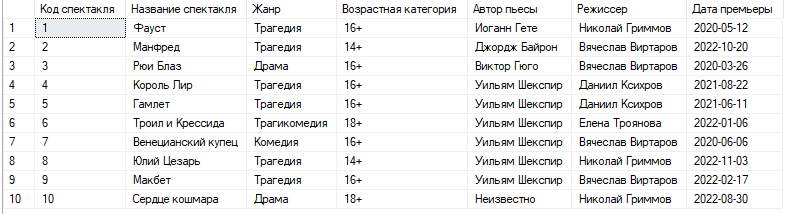 Код спектакля Название спектакля Жанр Возрастная категория Автор пьесы Режиссер Дата премьеры
1 1 Фауст Трагедия 16+ Иоганн Гете Николай Гриммов 2020-05-12
2 2 Манфред Трагедия 14+ Джордж Байрон Вячеслав Виртаров 2022-10-20
3 3 Рюи Блаз Драма 16+ Виктор Гюго Вячеслав Виртаров 2020-03-26
4 4 Король Лир Трагедия 16+ Уильям Шекспир Даниил Ксихров 2021-08-22
5 5 Гамлет Трагедия 16+ Уильям Шекспир Даниил Ксихров 2021-06-11
6 6 Троил и Крессида Трагикомедия 18+ Уильям Шекспир Елена Троянова 2022-01-06
7 7 Венецианский купец Комедия 16+ Уильям Шекспир Вячеслав Виртаров 2020-06-06
8 8 Юлий Цезарь Трагедия 14+ Уильям Шекспир Николай Гриммов 2022-11-03
9 9 Макбет Трагедия 16+ Уильям Шекспир Вячеслав Виртаров 2022-02-17
10 10 Сердце кошмара Драма 18+ Неизвестно Николай Гриммов 2022-08-30